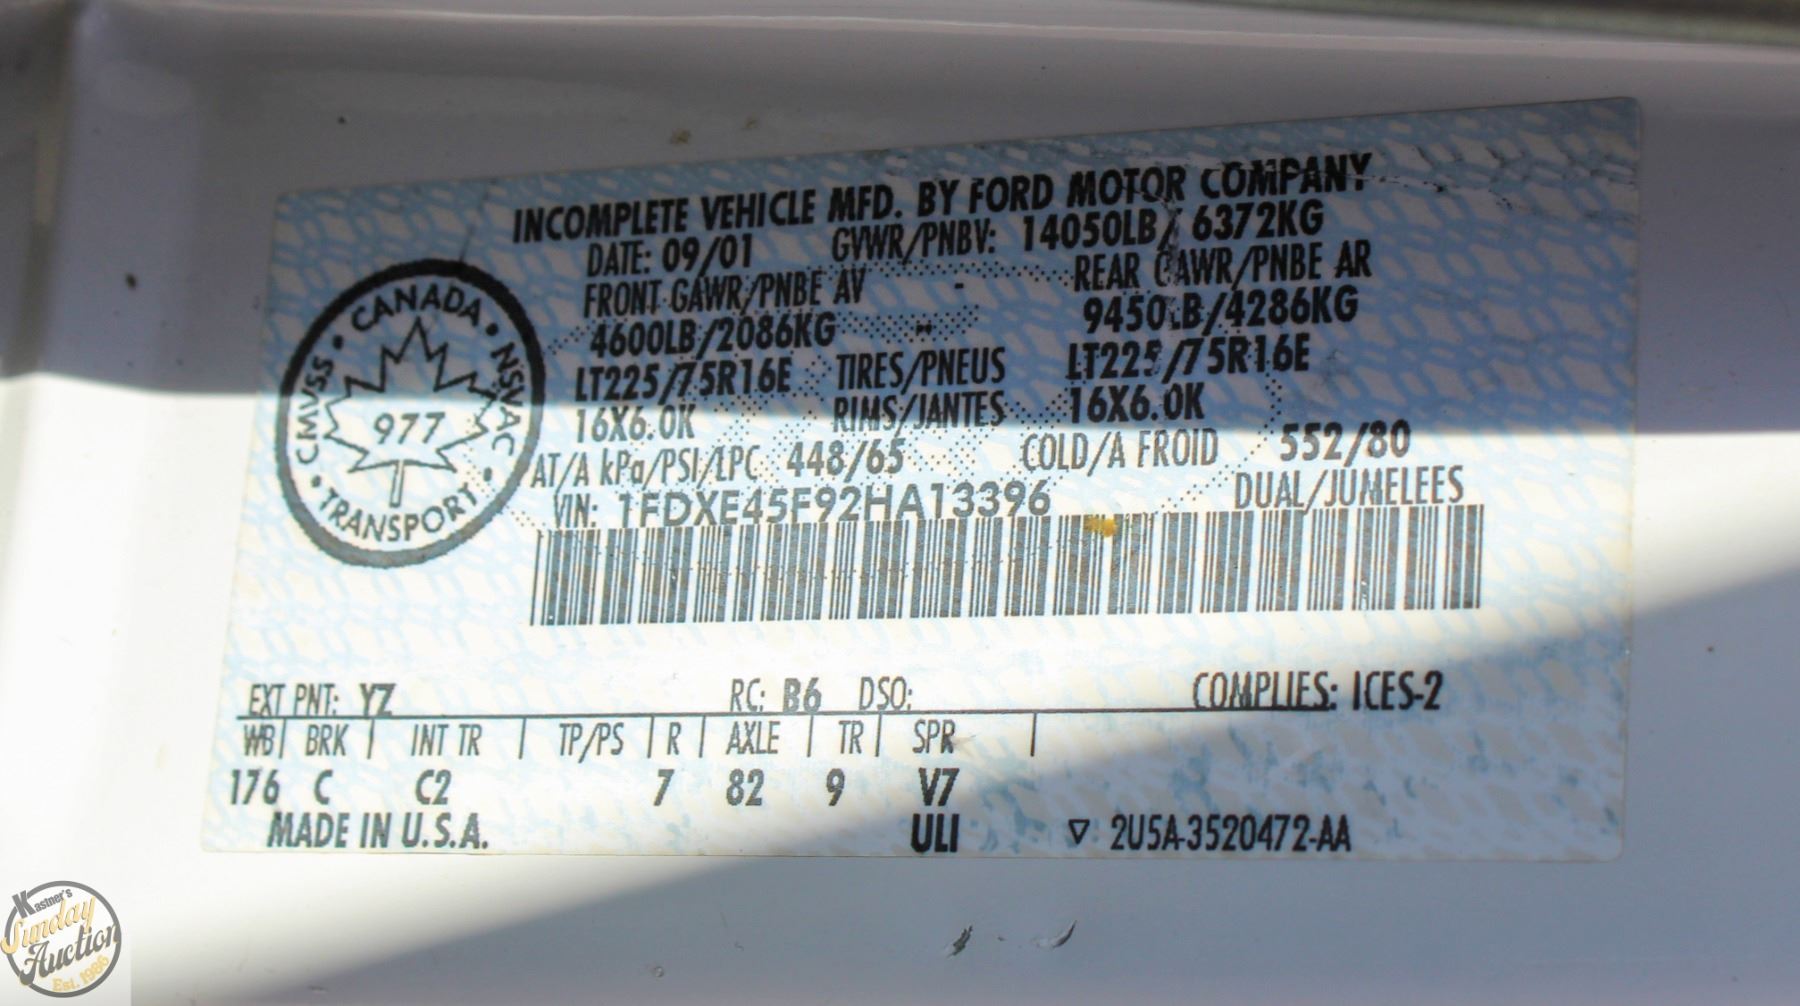 INCOMPLETE VEHICLE MFD. BY FORD MOTOR COMPANY
DATE: 09/01 GVWR/PNBV: 14050LB/ 6372KG
FRONT GAWR/PNBE AV REAR GAWR/PNBE AR
4600LB/2086KG 9450LB/4286KG
LT225/75R16E TIRES/PNEUS LT225/75R16E
16X6.0K RIMS/JANTES 16X6.0K
AT/A kPa/PSI/LPC 448/65 COLD/A FROID 552/80
VIN: 1FDXE45F92HA13396 DUAL/JUMELEES
CANADA • NSVAC • TRANSPORT • CMVSS •
977
EXT PNT: YZ RC: B6 DSO: COMPLIES: ICES-2
WB | BRK | INT TR | TP/PS | R | AXLE | TR | SPR |
176 C C2 7 82 9 V7
MADE IN U.S.A. ULI ▽ 2U5A-3520472-AA
Kastner's
Sunday
Auction
Est. 1986